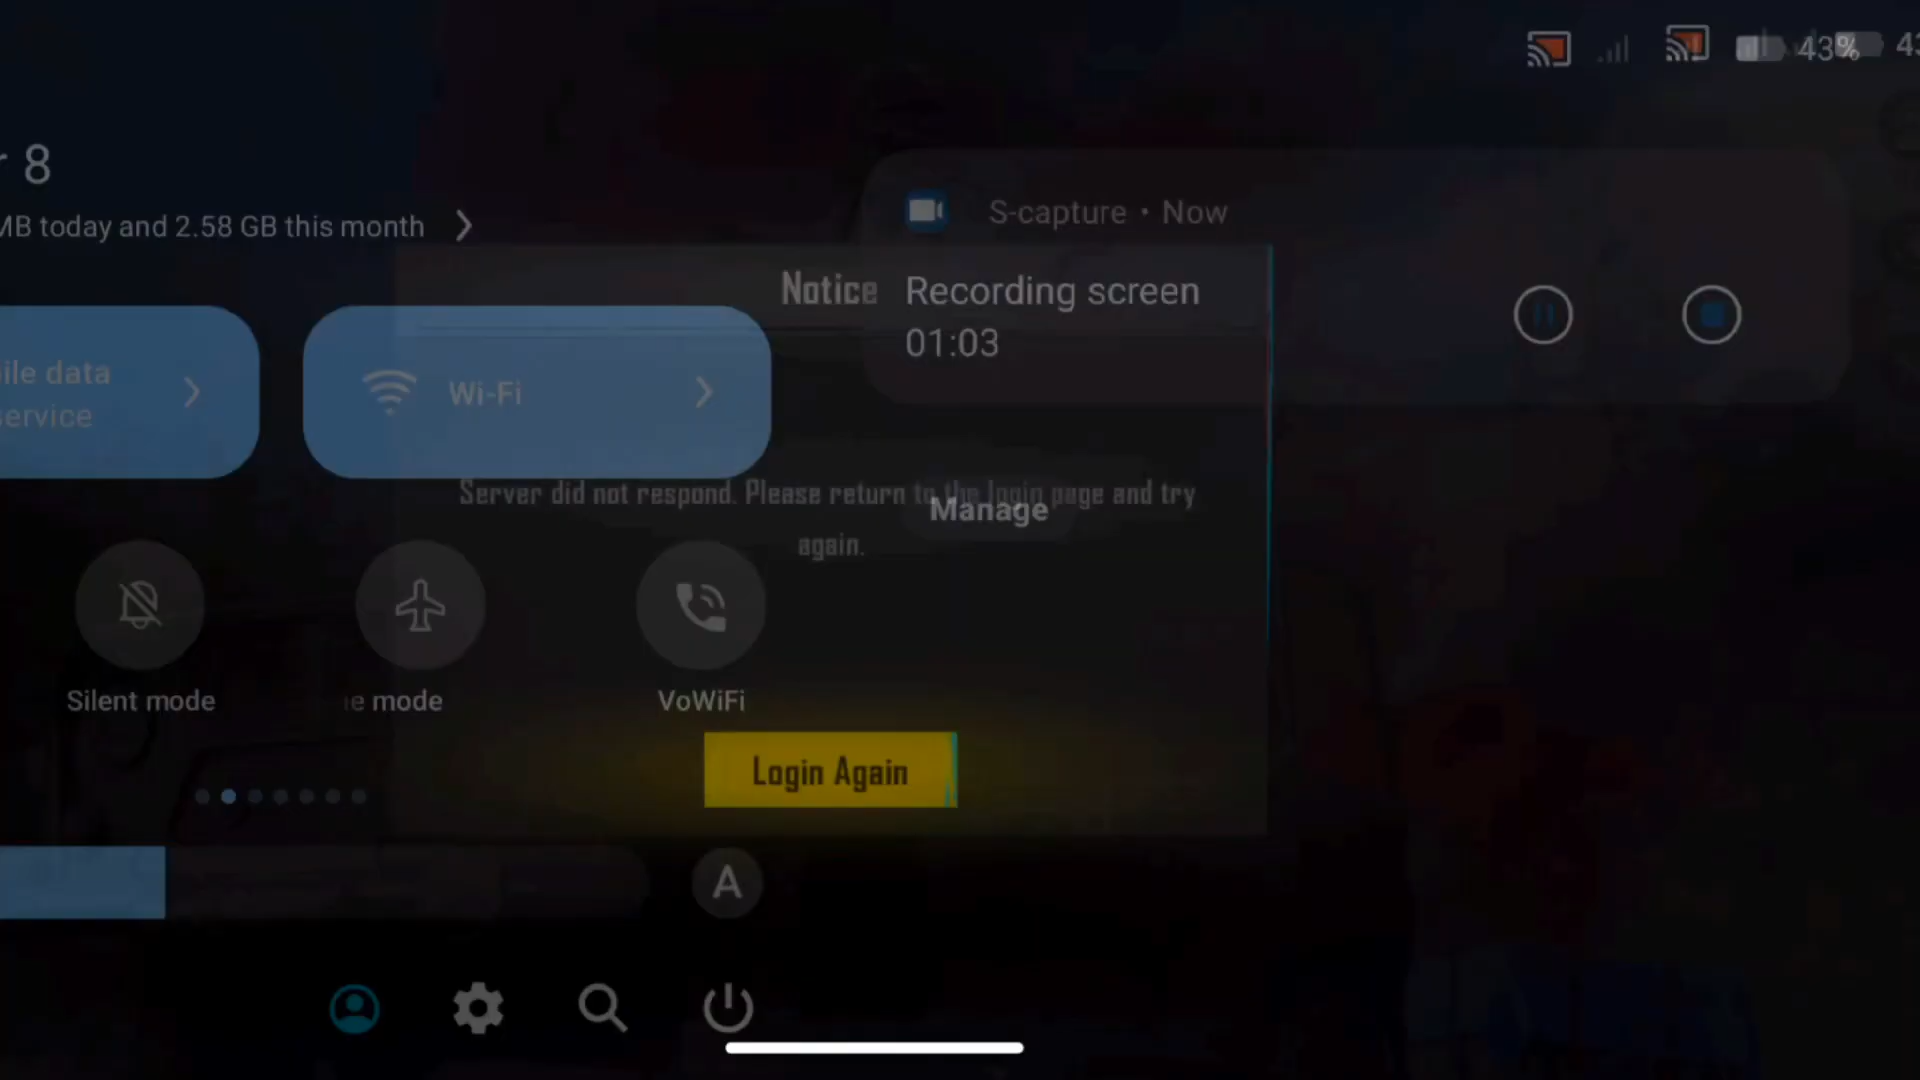 43%
43
r 8
MB today and 2.58 GB this month
S-capture • Now
Notice
Recording screen
01:03
ile data
service
Wi-Fi
Server did not respond. Please return to the login page and try
again.
Manage
Silent mode
e mode
VoWiFi
Login Again
A